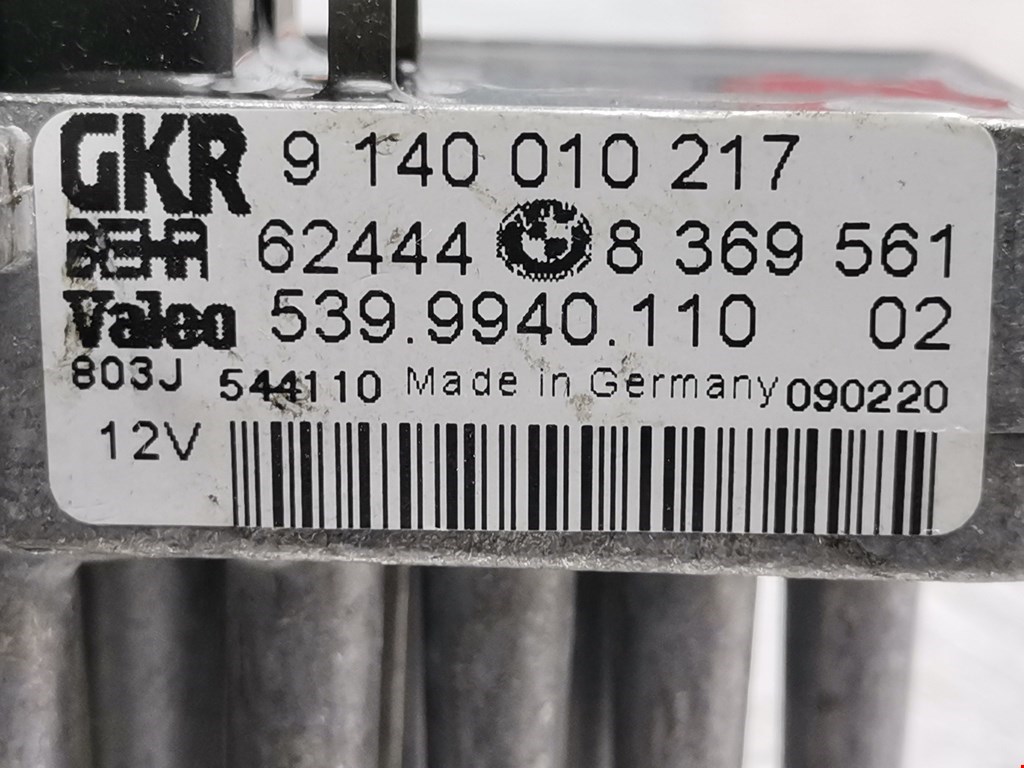 GKR 9 140 010 217
BEHR 62444 8 369 561
Valeo 539.9940.110 02
803J 544110 Made in Germany 090220
12V